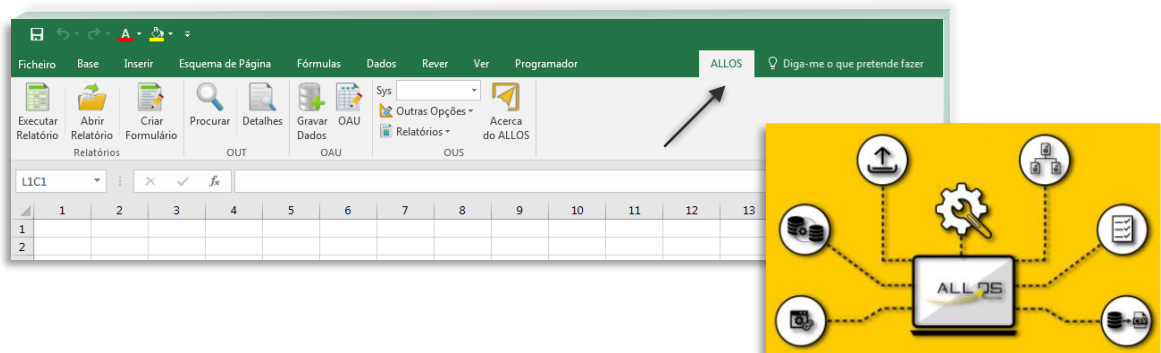 Ficheiro Base Inserir Esquema de Página Fórmulas Dados Rever Ver Programador ALLOS Diga-me o que pretende fazer
Executar Relatório
Abrir Relatório
Criar Formulário
Relatórios
Procurar
Detalhes
OUT
Gravar Dados
OAU
OAU
Sys
Outras Opções
Relatórios
Acerca do ALLOS
OUS
L1C1
fx
1 2 3 4 5 6 7 8 9 10 11 12 13
1
2
ALLOS
CSV